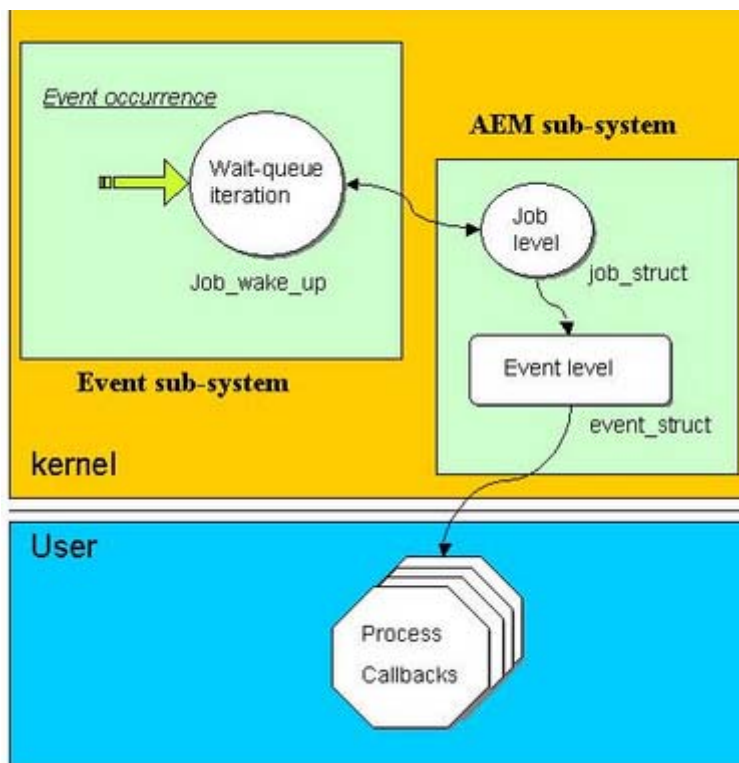 Event occurrence
Wait-queue
iteration
Job_wake_up
Event sub-system
AEM sub-system
Job
level
job_struct
Event level
event_struct
kernel
User
Process
Callbacks